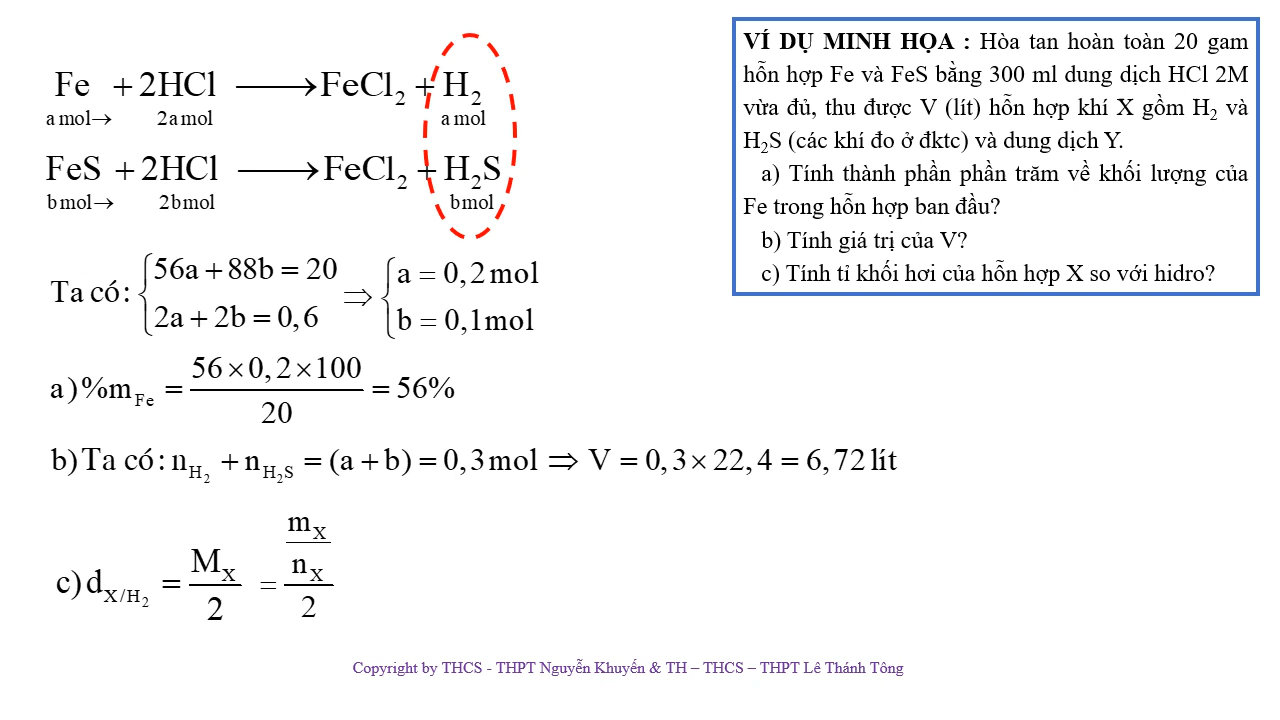 Fe + 2HCl ⟶ FeCl₂ + H₂
a mol→ 2a mol a mol
FeS + 2HCl ⟶ FeCl₂ + H₂S
b mol→ 2b mol b mol
Ta có: {56a + 88b = 20 ; 2a + 2b = 0,6 ⇒ {a = 0,2 mol ; b = 0,1 mol
a) %m_Fe = (56×0,2×100)/20 = 56%
b) Ta có: n_H₂ + n_H₂S = (a + b) = 0,3 mol ⇒ V = 0,3×22,4 = 6,72 lít
c) d_X/H₂ = M_X/2 = (m_X/n_X)/2
VÍ DỤ MINH HỌA : Hòa tan hoàn toàn 20 gam
hỗn hợp Fe và FeS bằng 300 ml dung dịch HCl 2M
vừa đủ, thu được V (lít) hỗn hợp khí X gồm H₂ và
H₂S (các khí đo ở đktc) và dung dịch Y.
a) Tính thành phần phần trăm về khối lượng của
Fe trong hỗn hợp ban đầu?
b) Tính giá trị của V?
c) Tính tỉ khối hơi của hỗn hợp X so với hidro?
Copyright by THCS - THPT Nguyễn Khuyến & TH – THCS – THPT Lê Thánh Tông